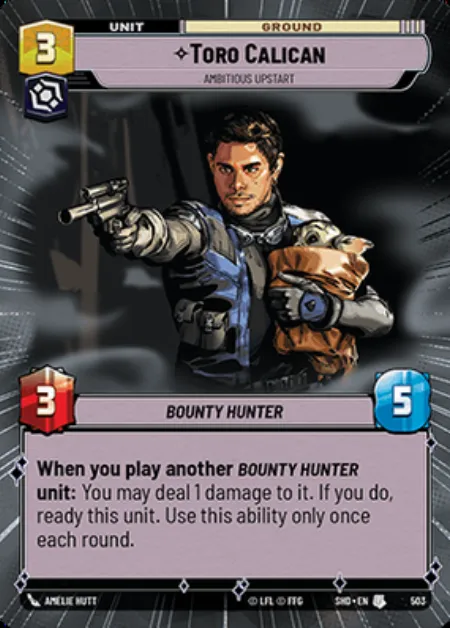 UNIT GROUND
3 ✧TORO CALICAN
AMBITIOUS UPSTART
3 BOUNTY HUNTER 5
When you play another BOUNTY HUNTER
unit: You may deal 1 damage to it. If you do,
ready this unit. Use this ability only once
each round.
AMÉLIE HUTT © LFL © FFG SHD • EN 503